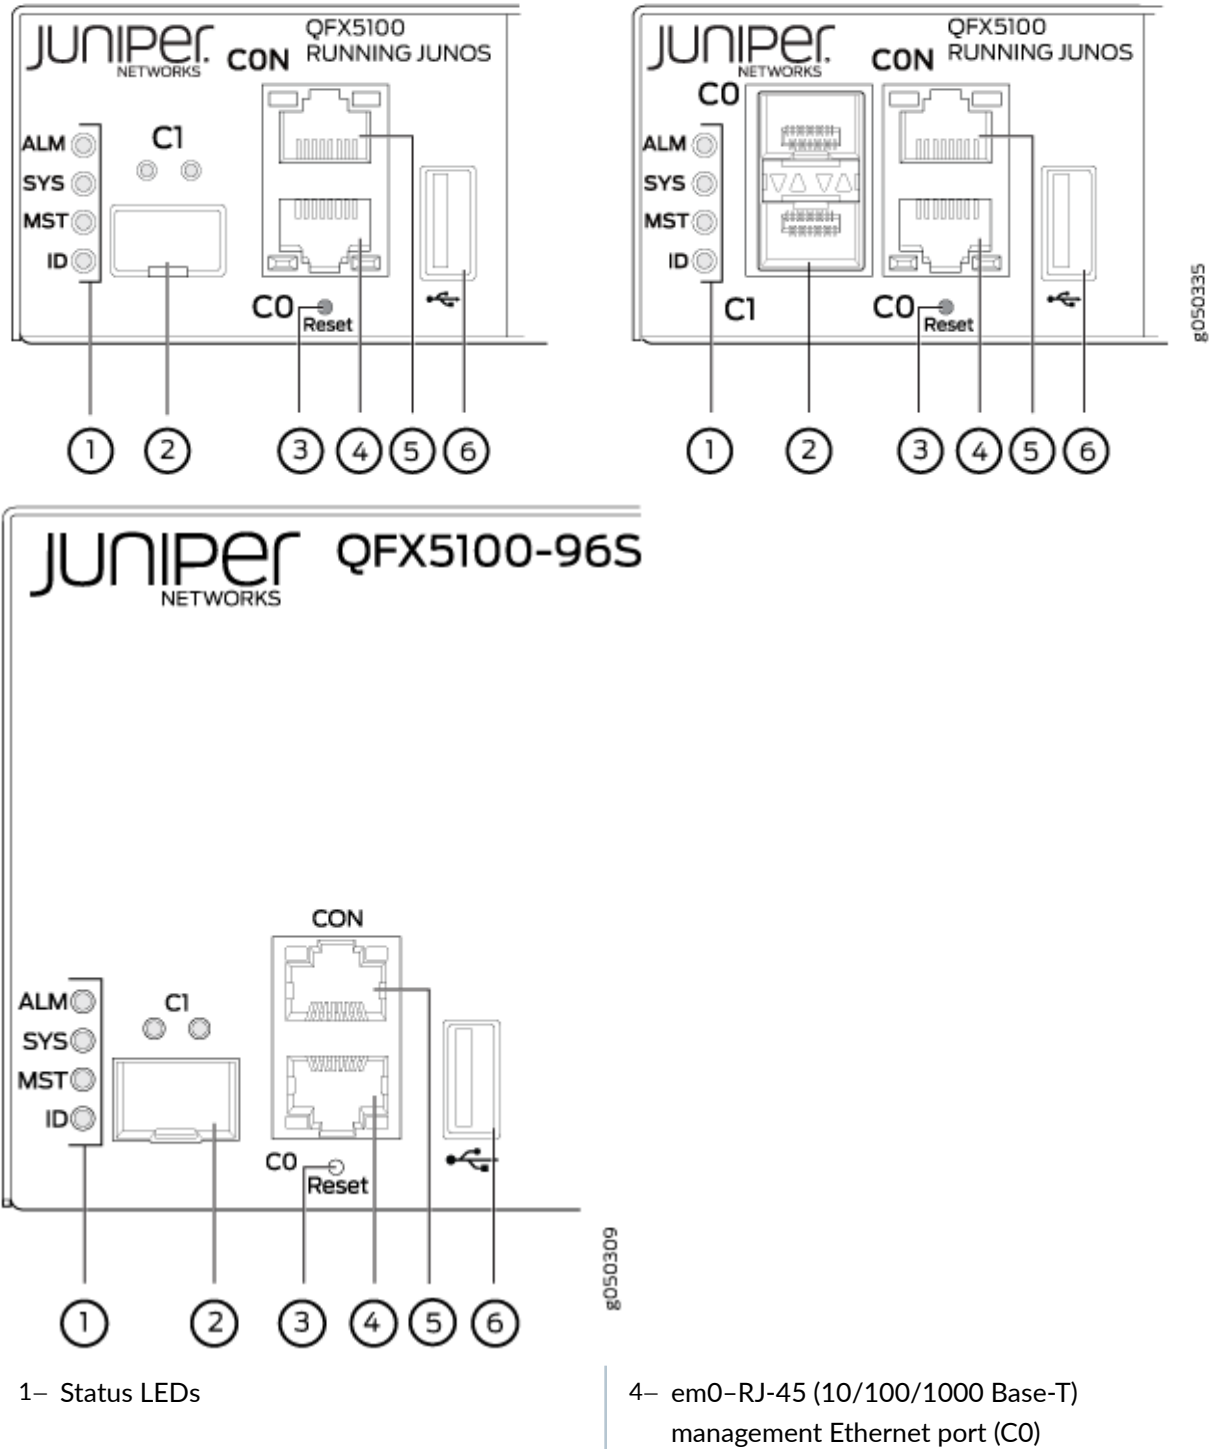 JUNIPER
NETWORKS
QFX5100
RUNNING JUNOS
CON
ALM
SYS
MST
ID
C1
C0
Reset
1
2
3
4
5
6
JUNIPER
NETWORKS
QFX5100
RUNNING JUNOS
CON
C0
ALM
SYS
MST
ID
C1
C0
Reset
1
2
3
4
5
6
g050335
JUNIPER
NETWORKS
QFX5100-96S
CON
ALM
SYS
MST
ID
C1
C0
Reset
1
2
3
4
5
6
g050309
1– Status LEDs
4– em0–RJ-45 (10/100/1000 Base-T)
management Ethernet port (C0)